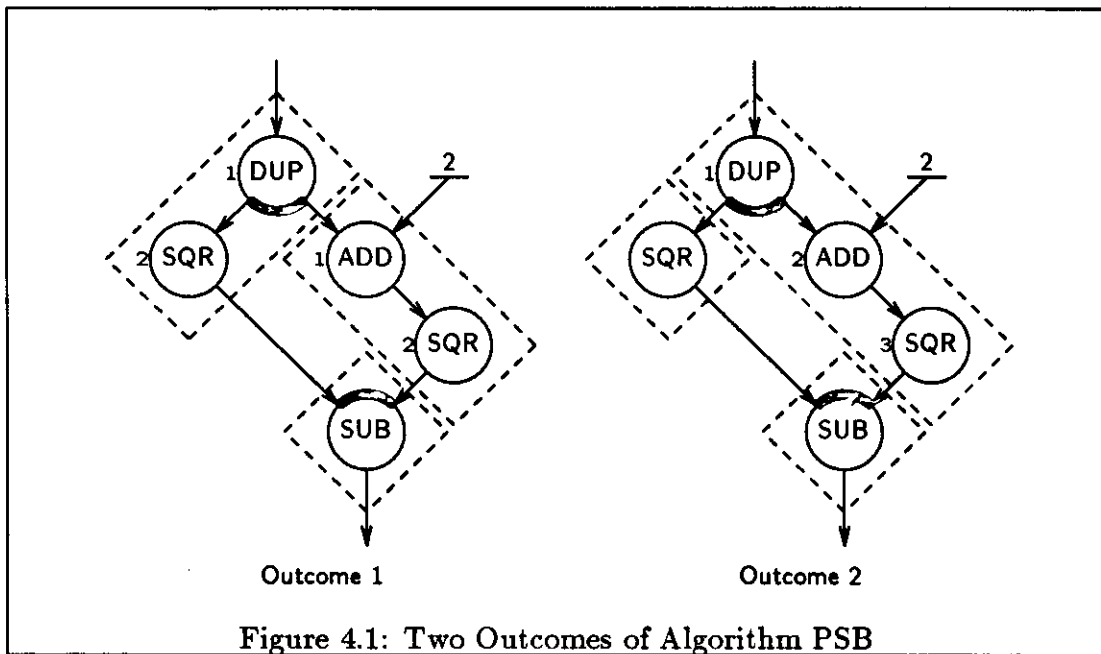 2
2
1 DUP
1 DUP
2 SQR
1 ADD
SQR
2 ADD
2 SQR
3 SQR
SUB
SUB
Outcome 1
Outcome 2
Figure 4.1: Two Outcomes of Algorithm PSB